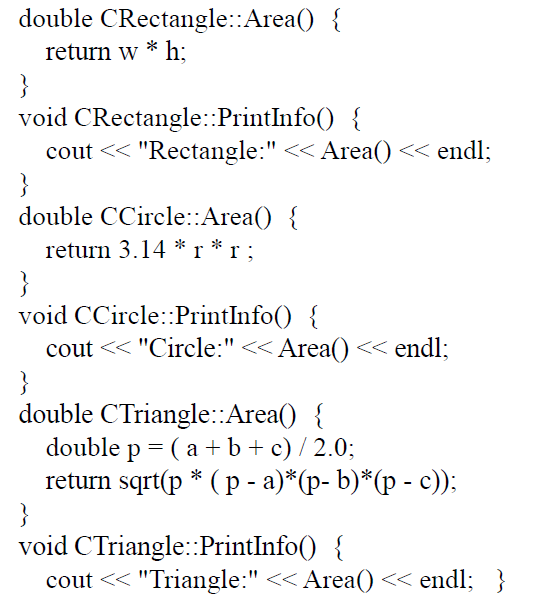 double CRectangle::Area() {
return w * h;
}
void CRectangle::PrintInfo() {
cout << "Rectangle:" << Area() << endl;
}
double CCircle::Area() {
return 3.14 * r * r ;
}
void CCircle::PrintInfo() {
cout << "Circle:" << Area() << endl;
}
double CTriangle::Area() {
double p = ( a + b + c) / 2.0;
return sqrt(p * ( p - a)*(p- b)*(p - c));
}
void CTriangle::PrintInfo() {
cout << "Triangle:" << Area() << endl; }